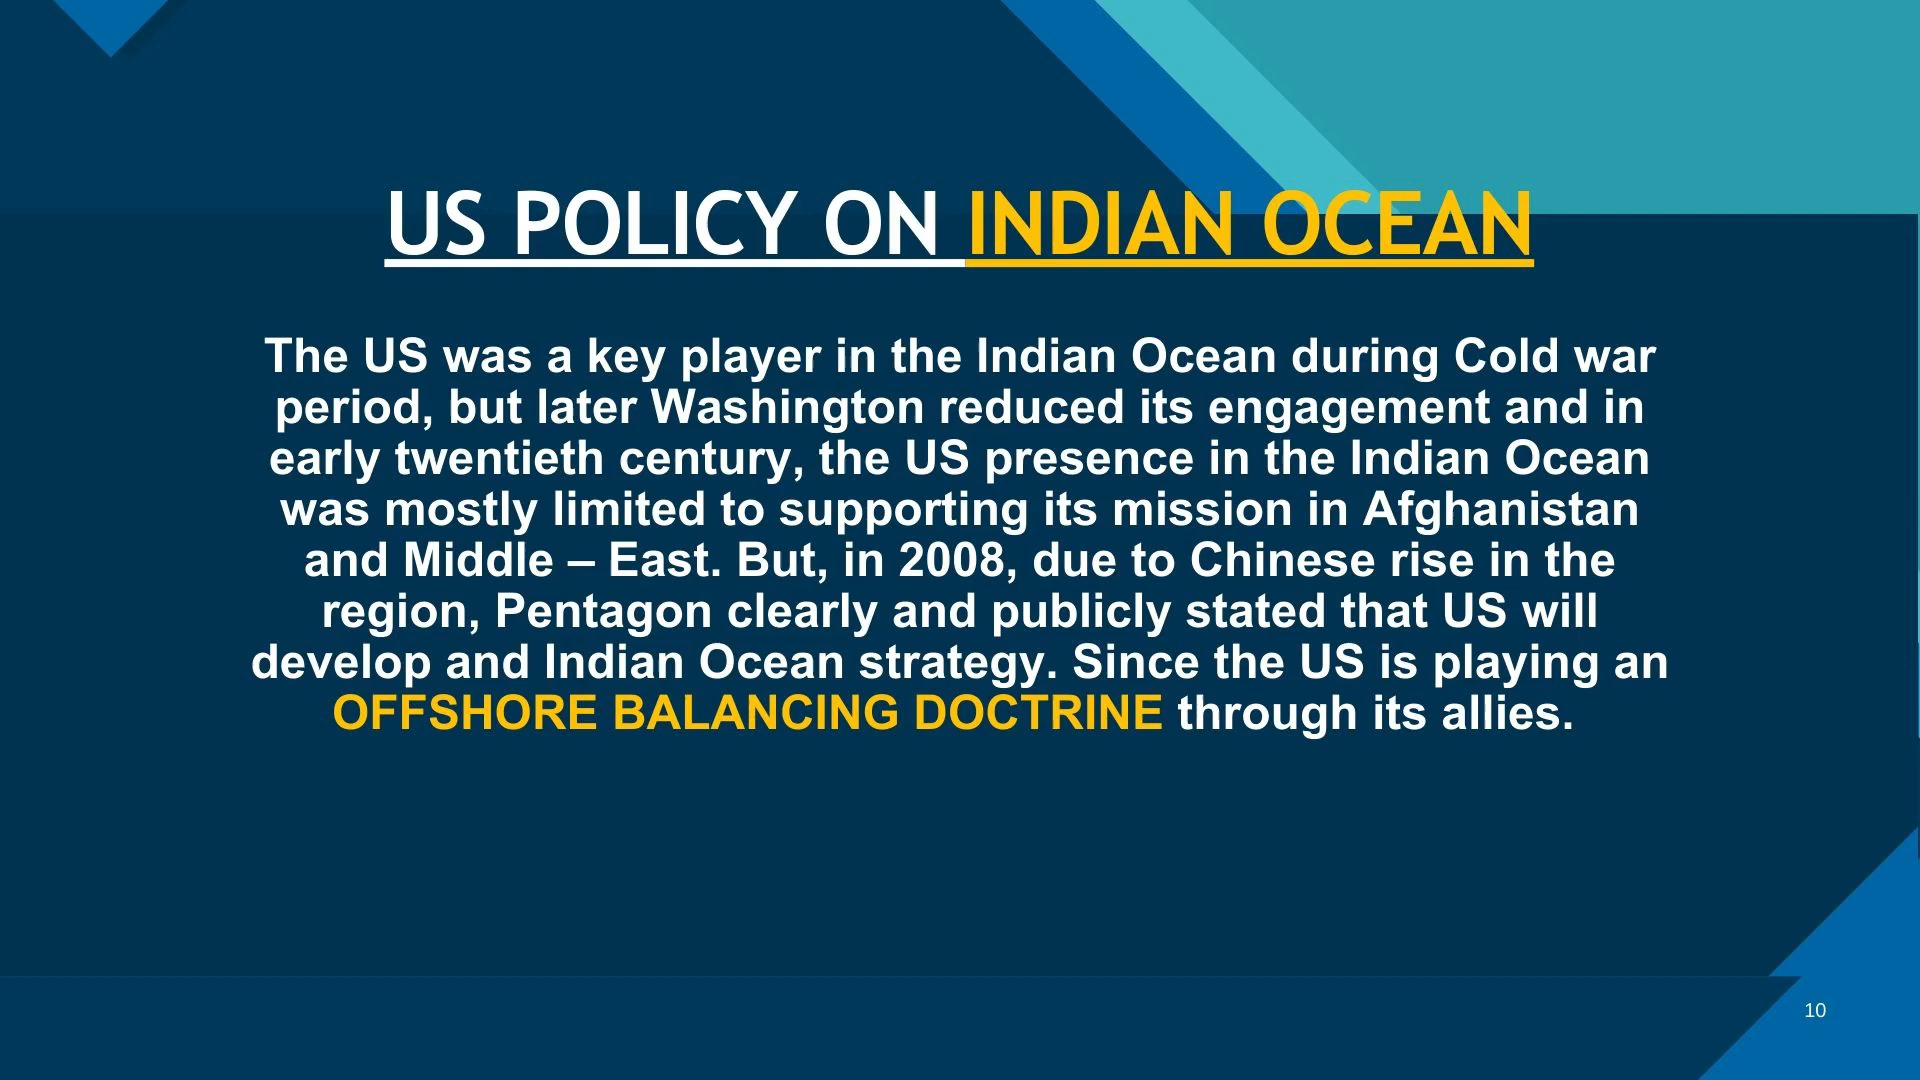 US POLICY ON INDIAN OCEAN
The US was a key player in the Indian Ocean during Cold war
period, but later Washington reduced its engagement and in
early twentieth century, the US presence in the Indian Ocean
was mostly limited to supporting its mission in Afghanistan
and Middle – East. But, in 2008, due to Chinese rise in the
region, Pentagon clearly and publicly stated that US will
develop and Indian Ocean strategy. Since the US is playing an
OFFSHORE BALANCING DOCTRINE through its allies.
10